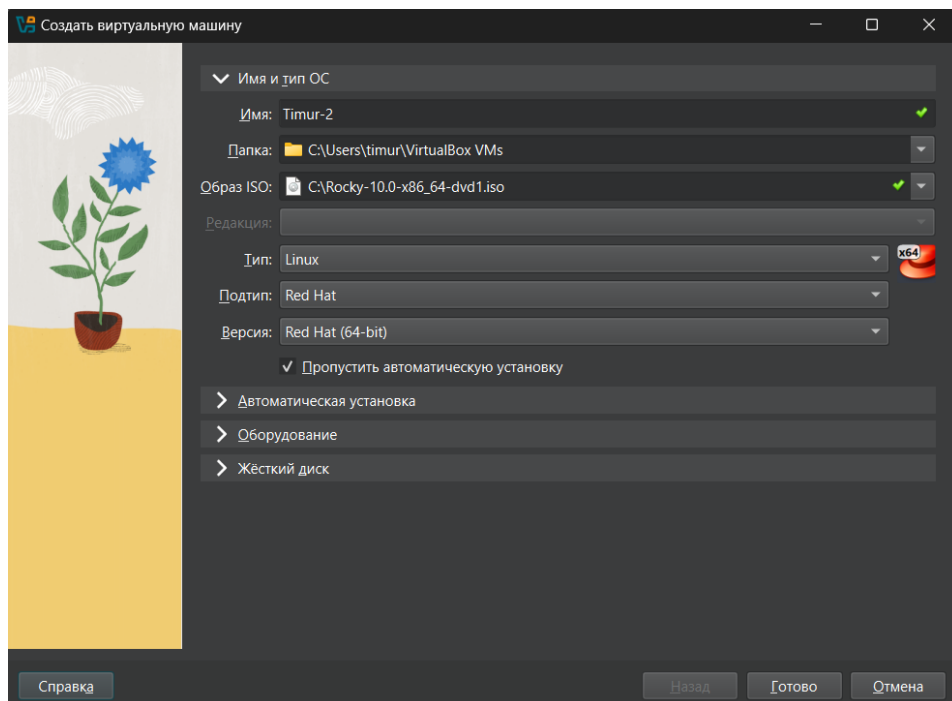 Создать виртуальную машину
Имя и тип ОС
Имя: Timur-2
Папка: C:\Users\timur\VirtualBox VMs
Образ ISO: C:\Rocky-10.0-x86_64-dvd1.iso
Редакция:
Тип: Linux
x64
Подтип: Red Hat
Версия: Red Hat (64-bit)
Пропустить автоматическую установку
Автоматическая установка
Оборудование
Жёсткий диск
Справка Назад Готово Отмена